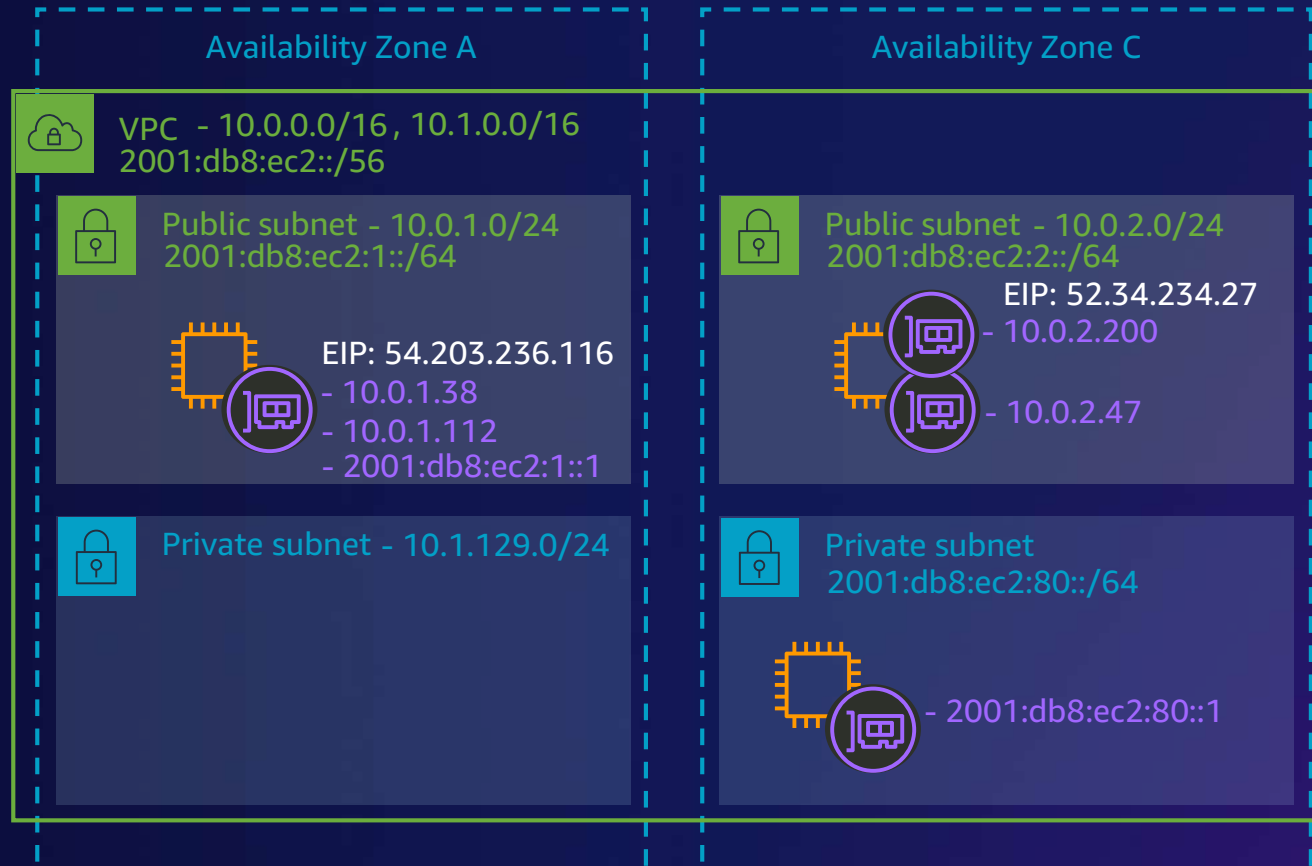 Availability Zone A
Availability Zone C
VPC - 10.0.0.0/16, 10.1.0.0/16
2001:db8:ec2::/56
Public subnet - 10.0.1.0/24
2001:db8:ec2:1::/64
EIP: 54.203.236.116
- 10.0.1.38
- 10.0.1.112
- 2001:db8:ec2:1::1
Public subnet - 10.0.2.0/24
2001:db8:ec2:2::/64
EIP: 52.34.234.27
- 10.0.2.200
- 10.0.2.47
Private subnet - 10.1.129.0/24
Private subnet
2001:db8:ec2:80::/64
- 2001:db8:ec2:80::1